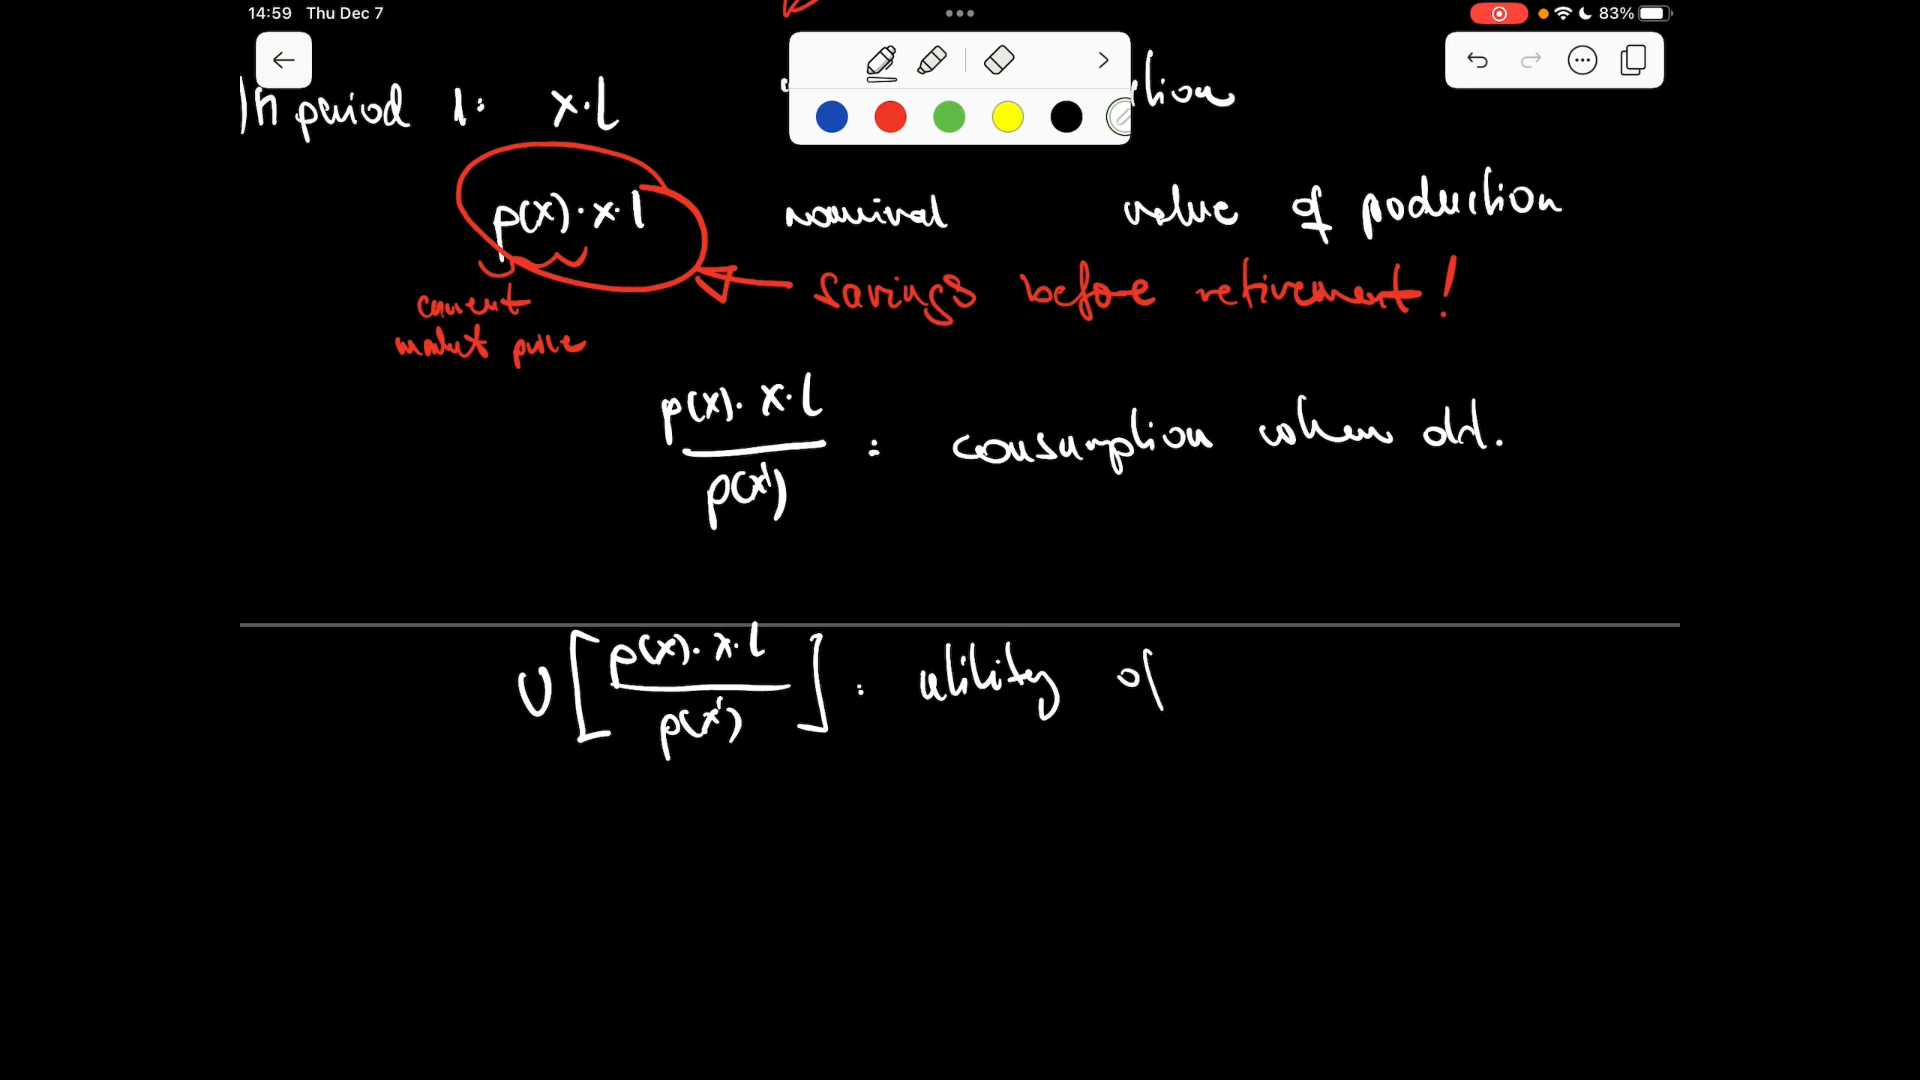 14:59 Thu Dec 7
83%
In period 1: x·l
p(x)·x·l nominal value of production
current market price
savings before retirement!
p(x)·x·l / p(x') : consumption when old.
U[p(x)·x·l / p(x')] : utility of